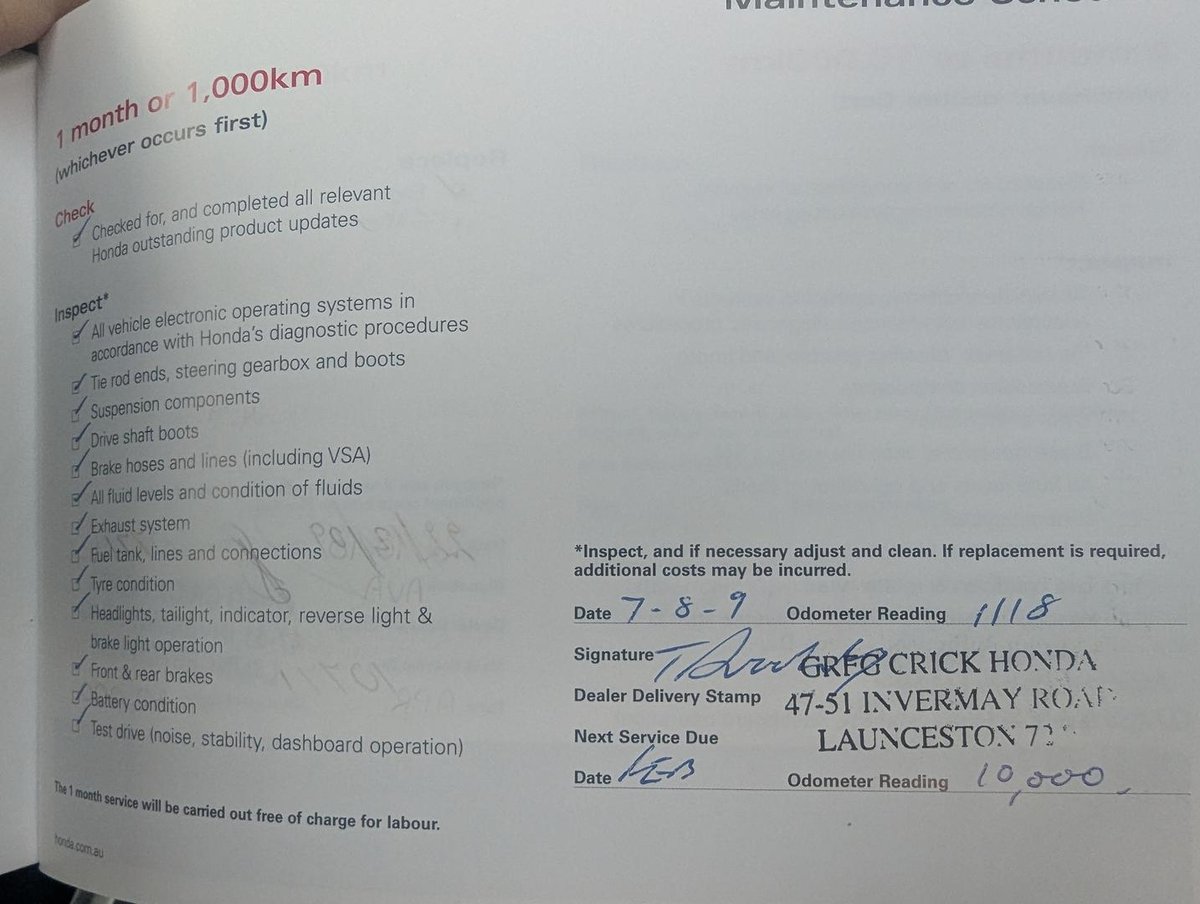 1 month or 1,000km
(whichever occurs first)
Check
Checked for, and completed all relevant
Honda outstanding product updates
Inspect*
All vehicle electronic operating systems in
accordance with Honda's diagnostic procedures
Tie rod ends, steering gearbox and boots
Suspension components
Drive shaft boots
Brake hoses and lines (including VSA)
All fluid levels and condition of fluids
Exhaust system
Fuel tank, lines and connections
Tyre condition
Headlights, tailight, indicator, reverse light &
brake light operation
Front & rear brakes
Battery condition
Test drive (noise, stability, dashboard operation)
The 1 month service will be carried out free of charge for labour.
honda.com.au
*Inspect, and if necessary adjust and clean. If replacement is required,
additional costs may be incurred.
Date 7-8-9 Odometer Reading 1118
Signature GREG CRICK HONDA
Dealer Delivery Stamp 47-51 INVERMAY ROAD
Next Service Due LAUNCESTON
Date FEB Odometer Reading 10,000